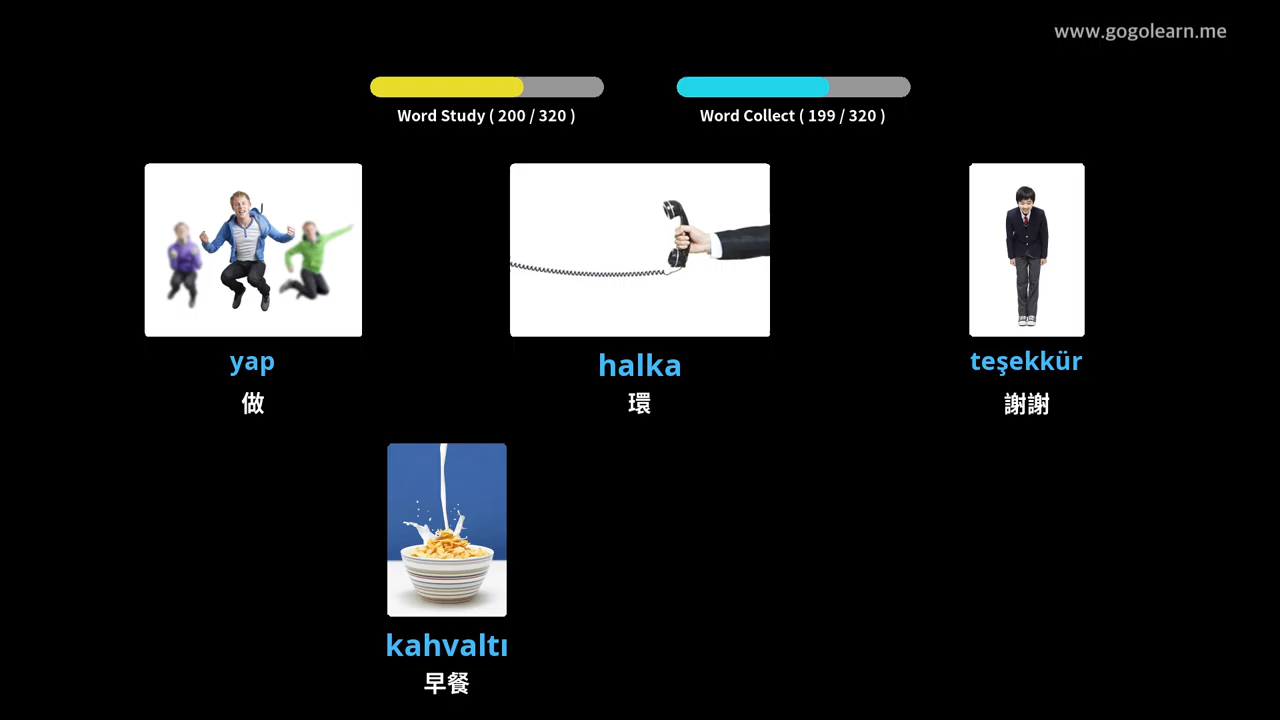 www.gogolearn.me
Word Study ( 200 / 320 )
Word Collect ( 199 / 320 )
yap
做
halka
環
teşekkür
謝謝
kahvaltı
早餐